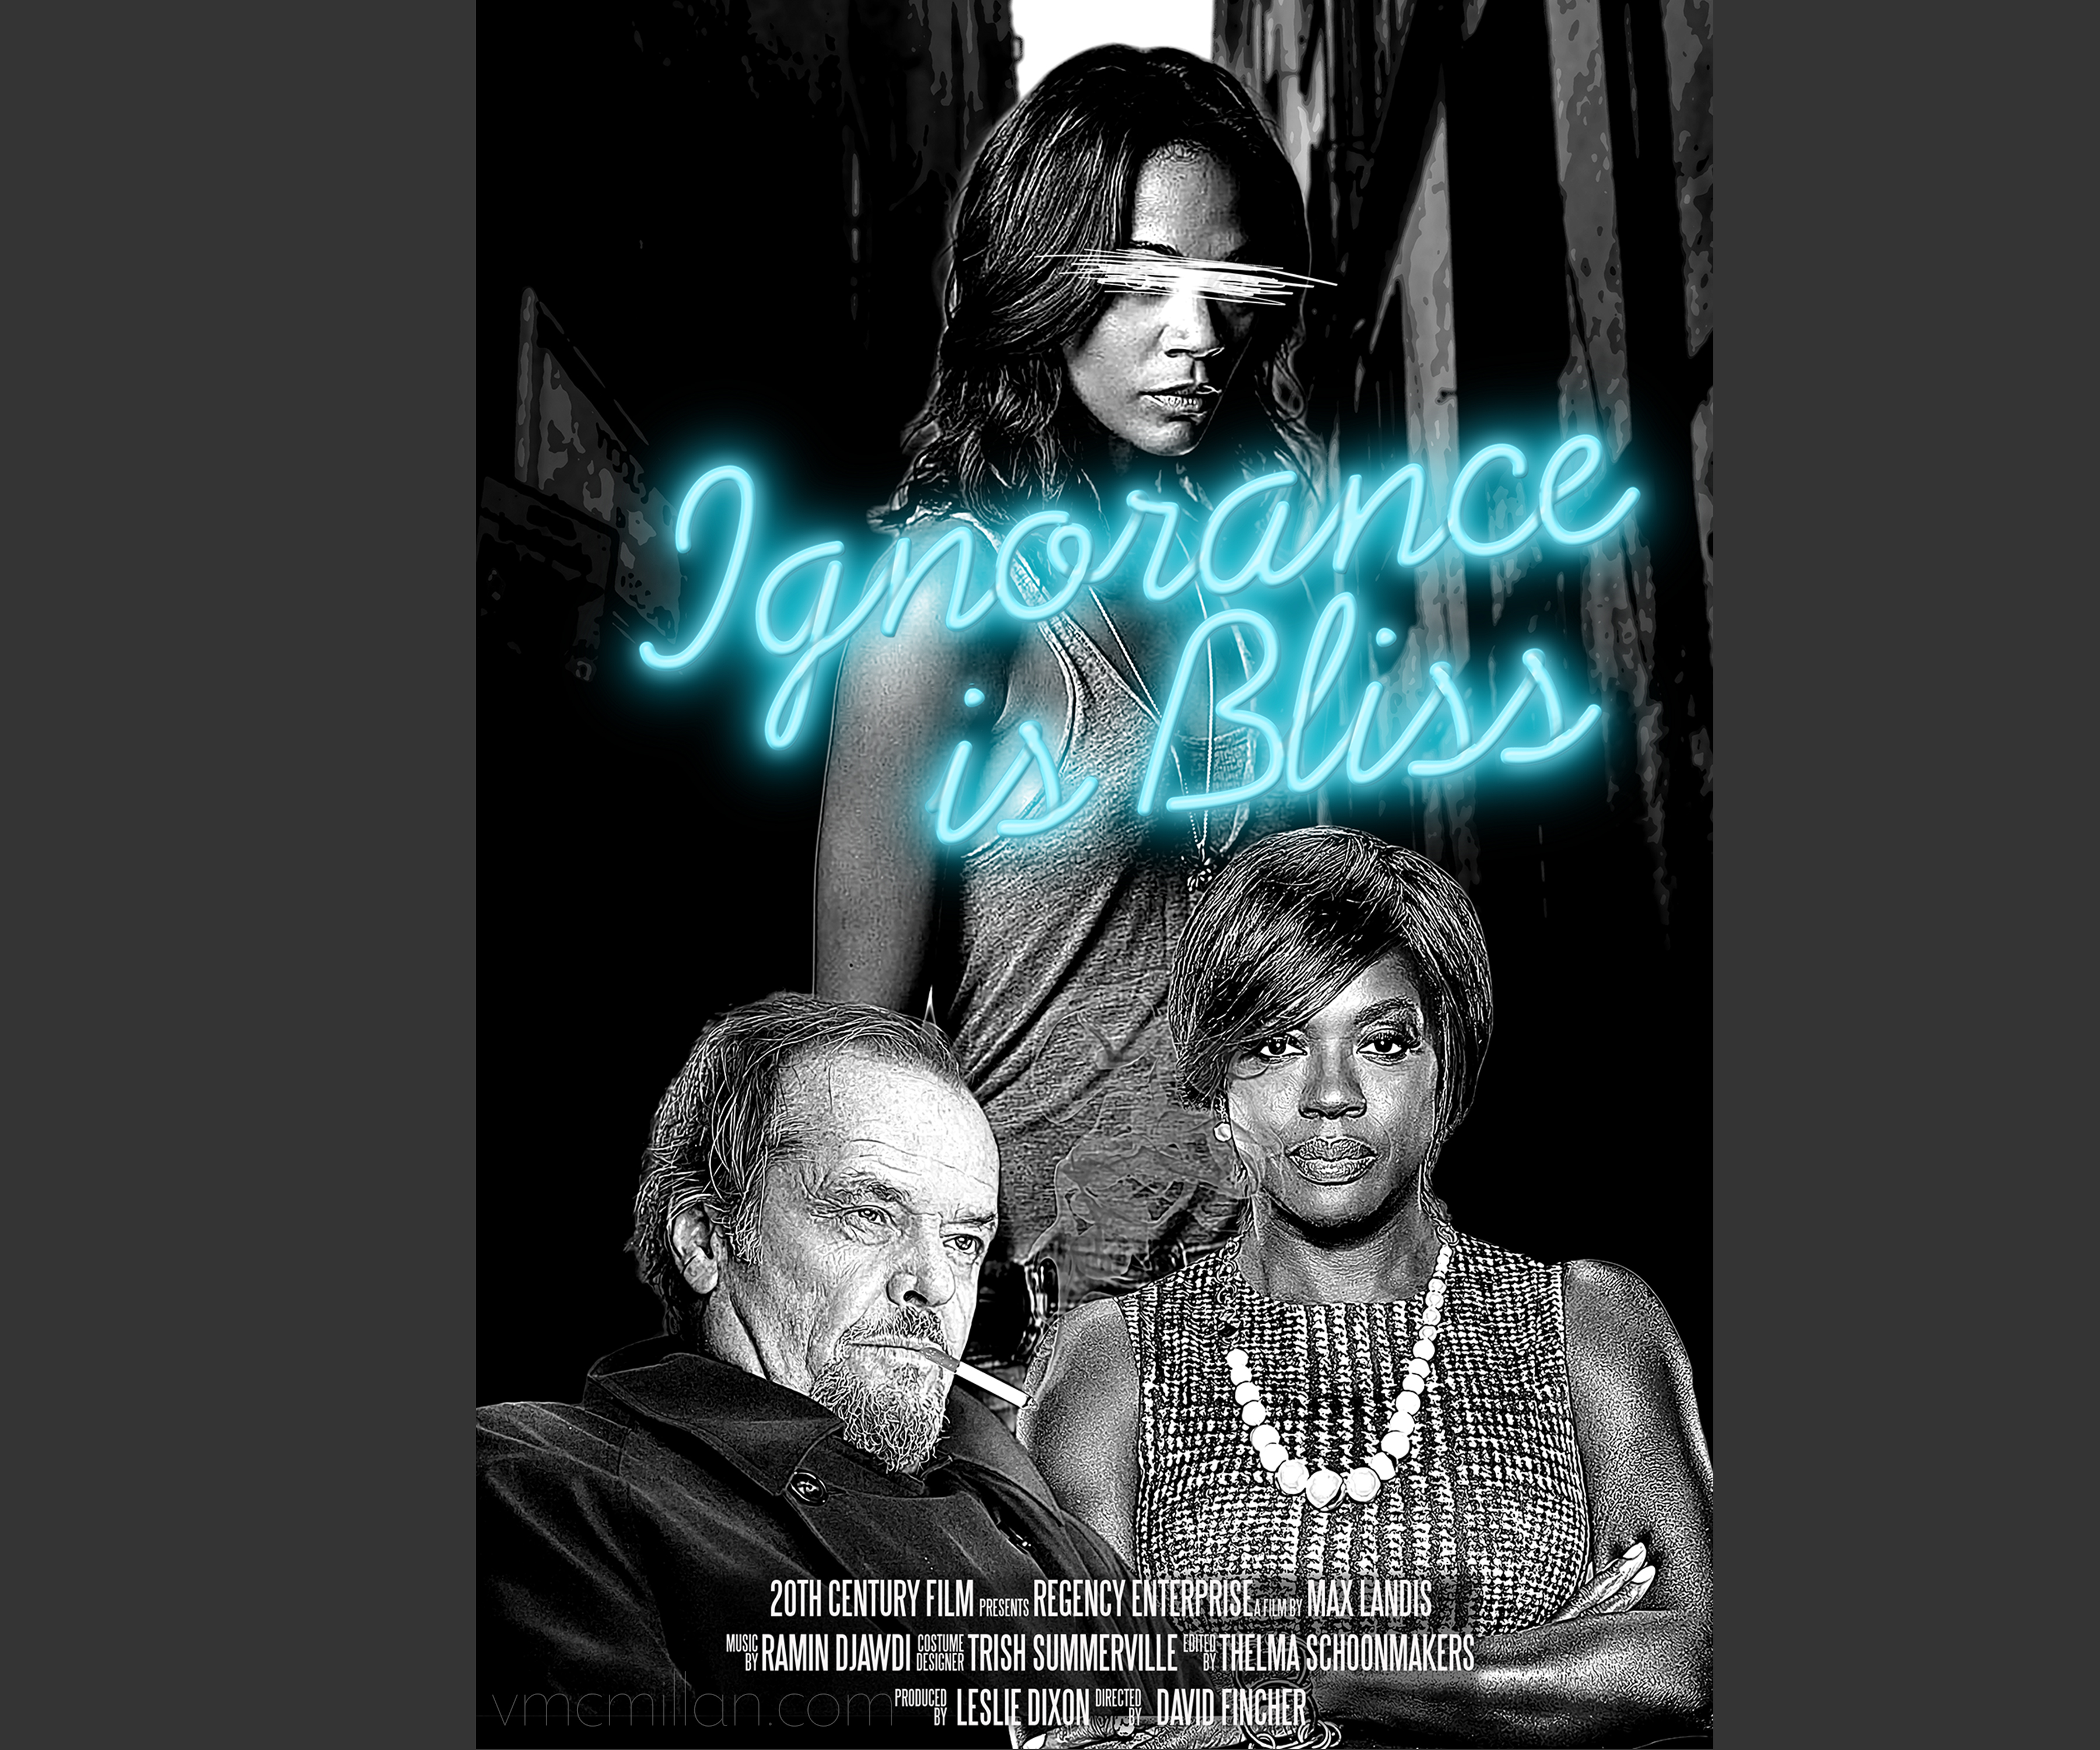 Ignorance
is Bliss
20TH CENTURY FILM PRESENTS REGENCY ENTERPRISE A FILM BY MAX LANDIS
MUSIC BY RAMIN DJAWDI COSTUME DESIGNER TRISH SUMMERVILLE EDITED BY THELMA SCHOONMAKERS
vmcmillan.com PRODUCED BY LESLIE DIXON DIRECTED BY DAVID FINCHER